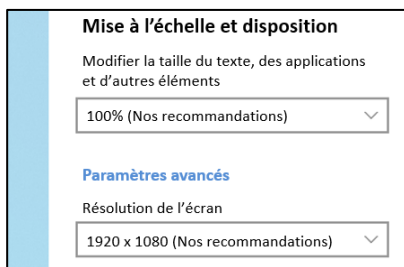 Mise à l’échelle et disposition
Modifier la taille du texte, des applications
et d’autres éléments
100% (Nos recommandations)
Paramètres avancés
Résolution de l’écran
1920 x 1080 (Nos recommandations)